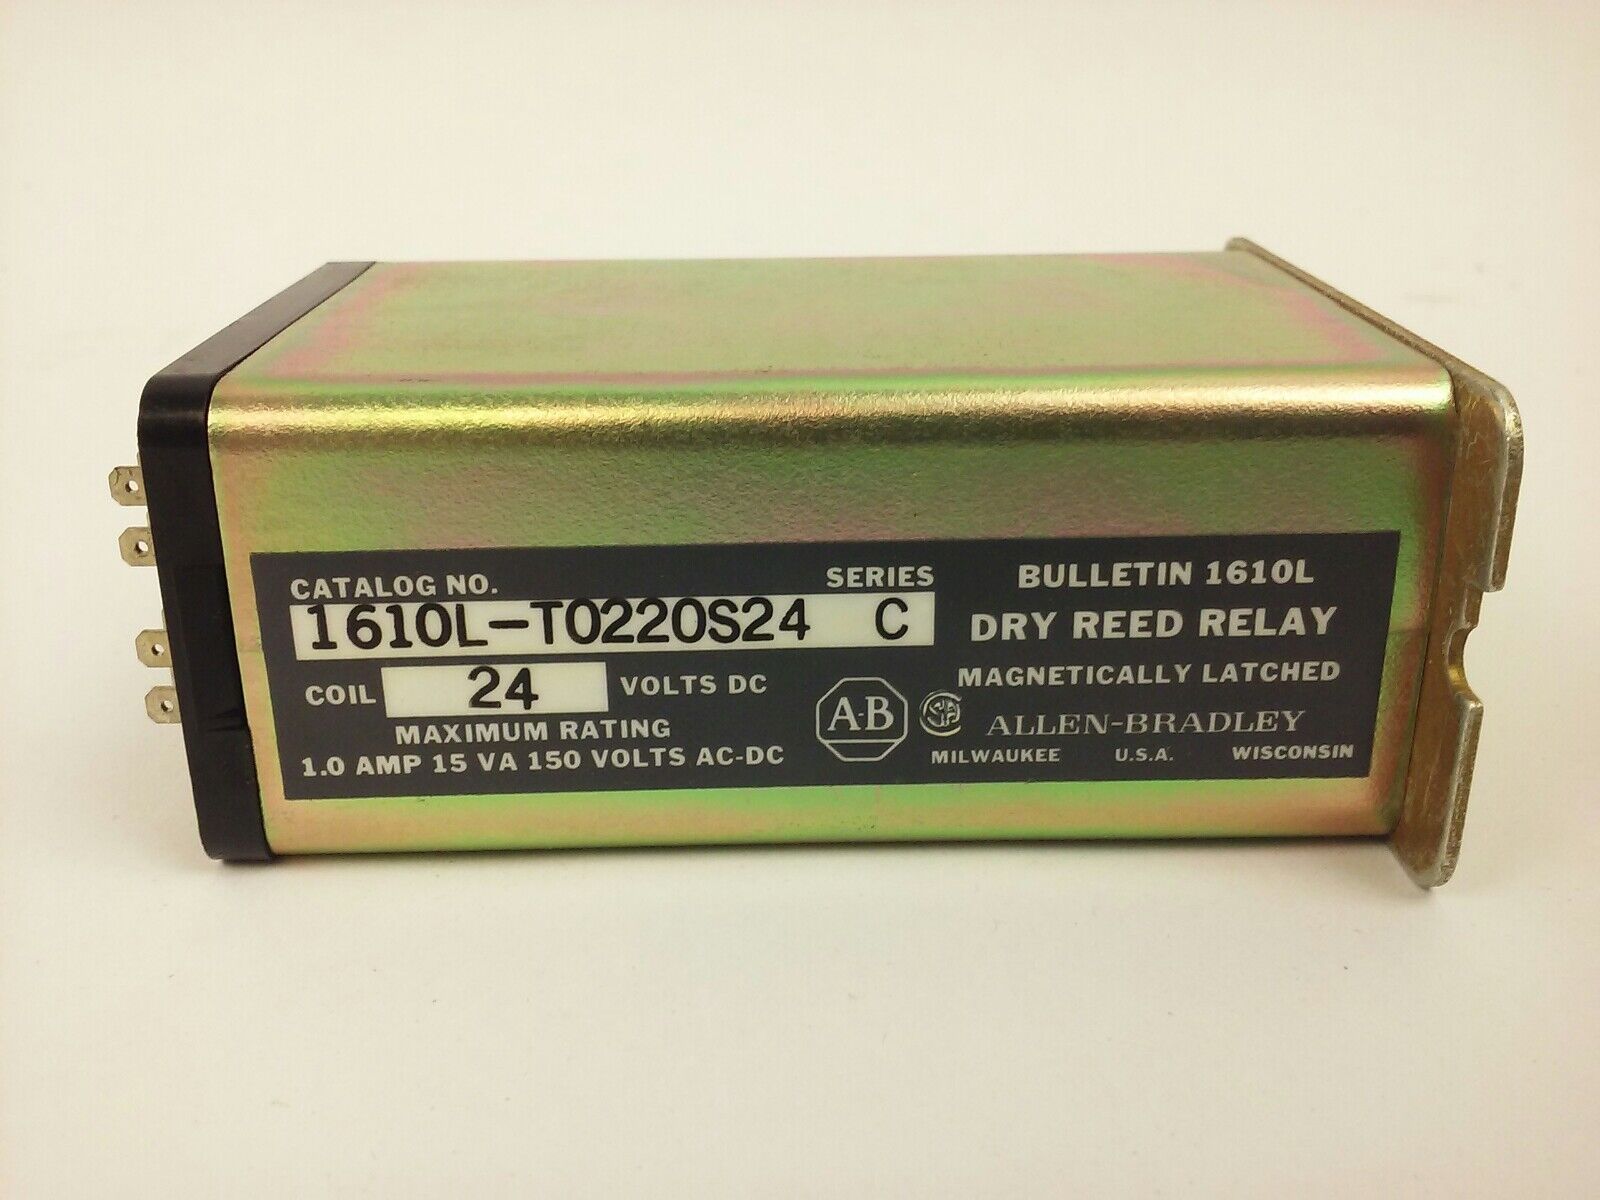 CATALOG NO. SERIES
1610L-T0220S24 C
COIL 24 VOLTS DC
MAXIMUM RATING
1.0 AMP 15 VA 150 VOLTS AC-DC
BULLETIN 1610L
DRY REED RELAY
MAGNETICALLY LATCHED
A-B SA ALLEN-BRADLEY
MILWAUKEE U.S.A. WISCONSIN